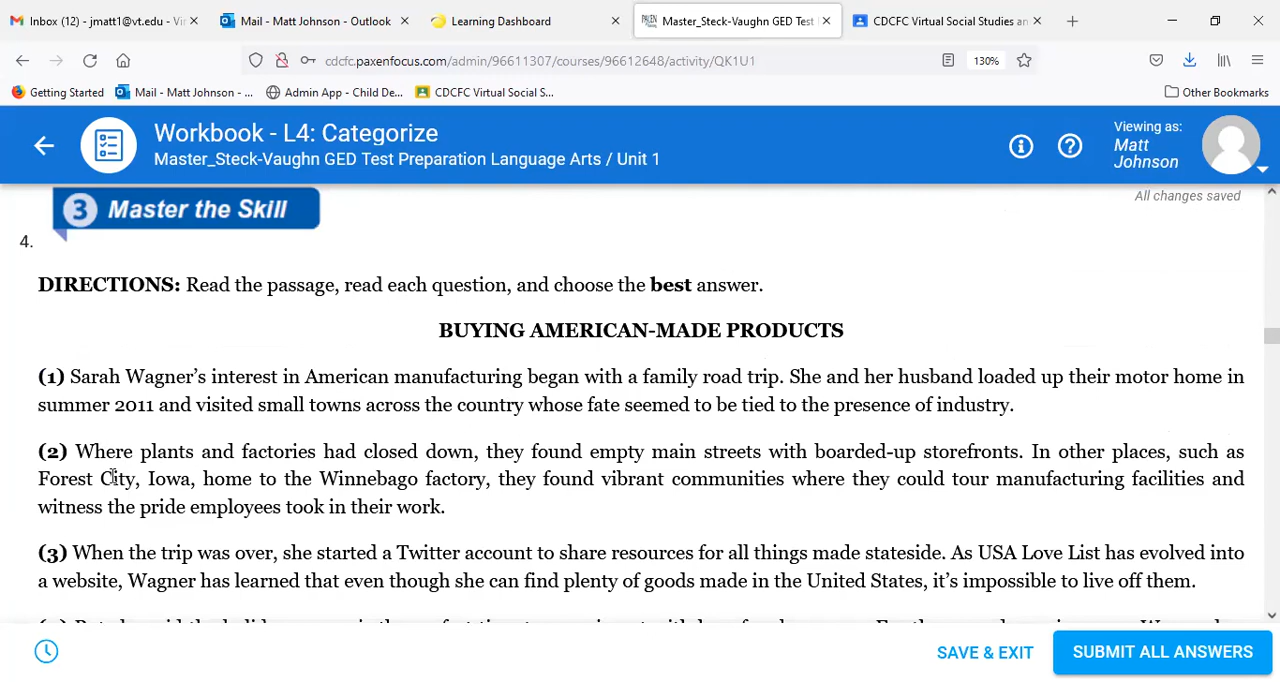 Inbox (12) - jmatt1@vt.edu - Vir
Mail - Matt Johnson - Outlook
Learning Dashboard
Master_Steck-Vaughn GED Test
CDCFC Virtual Social Studies an
cdcfc.paxenfocus.com/admin/96611307/courses/96612648/activity/QK1U1
130%
Getting Started
Mail - Matt Johnson - ...
Admin App - Child De...
CDCFC Virtual Social S...
Other Bookmarks
Workbook - L4: Categorize
Master_Steck-Vaughn GED Test Preparation Language Arts / Unit 1
Viewing as:
Matt
Johnson
3 Master the Skill
All changes saved
4.
DIRECTIONS: Read the passage, read each question, and choose the best answer.
BUYING AMERICAN-MADE PRODUCTS
(1) Sarah Wagner's interest in American manufacturing began with a family road trip. She and her husband loaded up their motor home in
summer 2011 and visited small towns across the country whose fate seemed to be tied to the presence of industry.
(2) Where plants and factories had closed down, they found empty main streets with boarded-up storefronts. In other places, such as
Forest City, Iowa, home to the Winnebago factory, they found vibrant communities where they could tour manufacturing facilities and
witness the pride employees took in their work.
(3) When the trip was over, she started a Twitter account to share resources for all things made stateside. As USA Love List has evolved into
a website, Wagner has learned that even though she can find plenty of goods made in the United States, it's impossible to live off them.
SAVE & EXIT
SUBMIT ALL ANSWERS